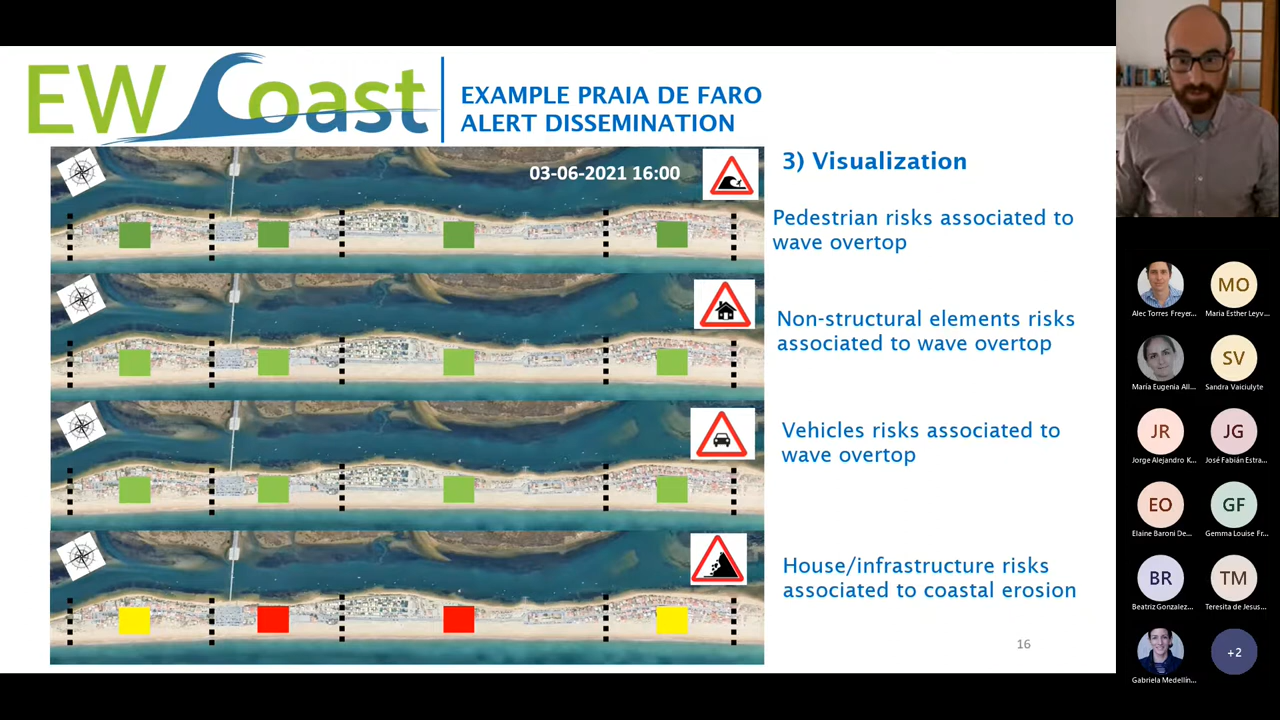 EW Coast
EXAMPLE PRAIA DE FARO
ALERT DISSEMINATION
03-06-2021 16:00
3) Visualization
Pedestrian risks associated to
wave overtop
Non-structural elements risks
associated to wave overtop
Vehicles risks associated to
wave overtop
House/infrastructure risks
associated to coastal erosion
16
Alec Torres Freyer...
MO
Maria Esther Leyv...
María Eugenia All...
SV
Sandra Vaiciulyte
JR
Jorge Alejandro K...
JG
José Fabián Estra...
EO
Elaine Baroni De...
GF
Gemma Louise Fr...
BR
Beatriz Gonzalez...
TM
Teresita de Jesus...
Gabriela Medellín...
+2